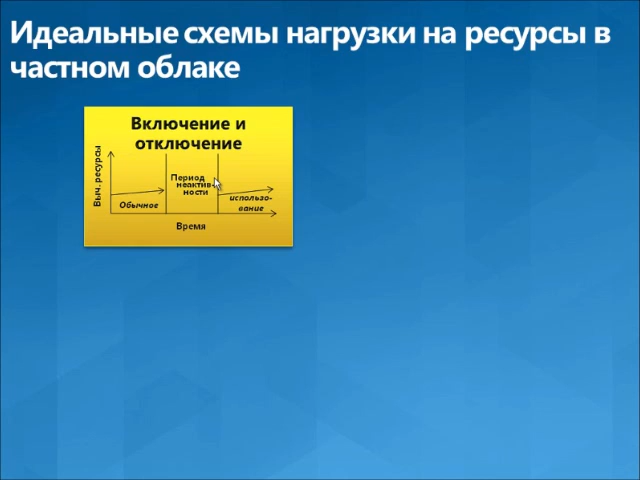 Идеальные схемы нагрузки на ресурсы в
частном облаке
Включение и
отключение
Выч. ресурсы
Период
неактив-
ности
Обычное
использо-
вание
Время